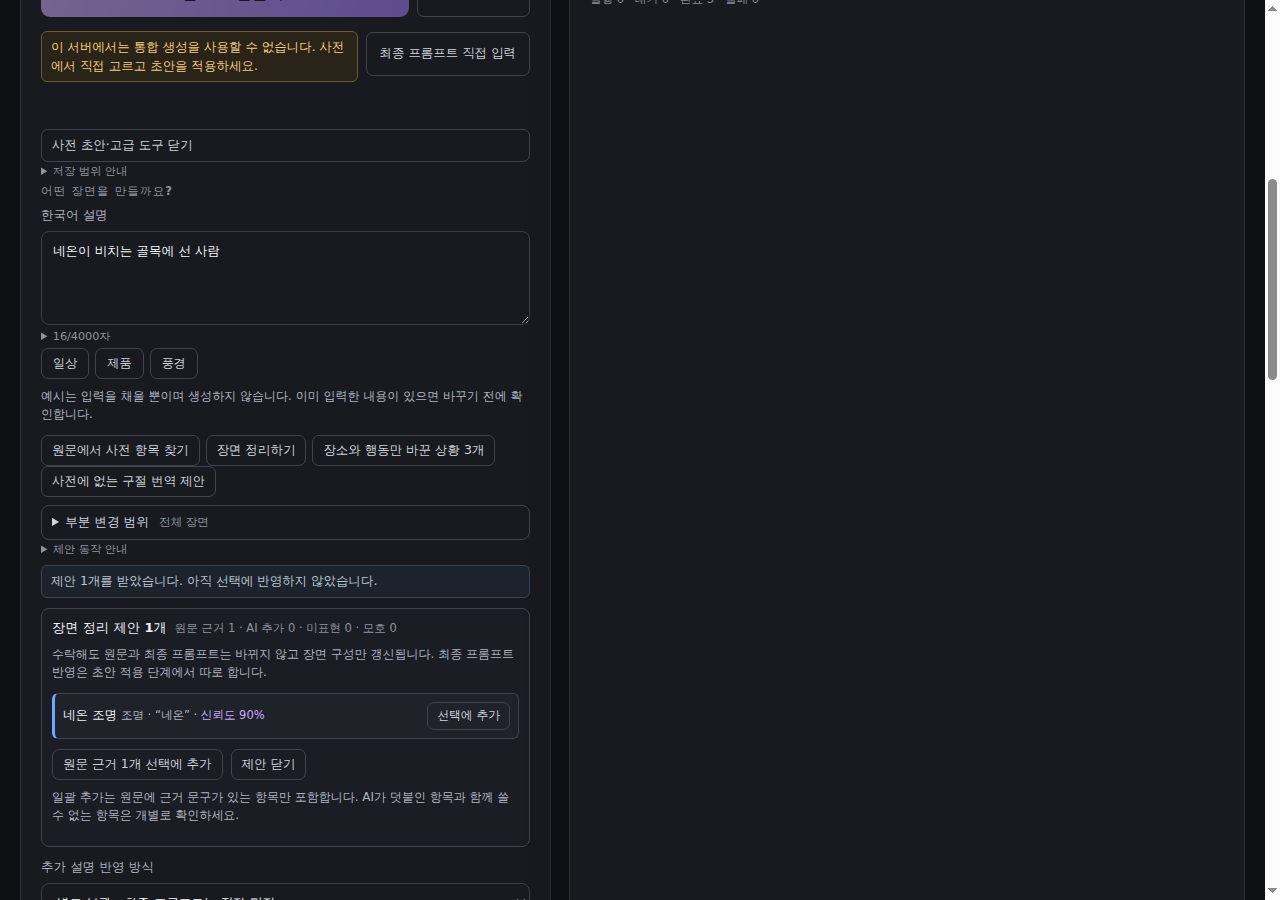 이 서버에서는 통합 생성을 사용할 수 없습니다. 사전
에서 직접 고르고 초안을 적용하세요.
최종 프롬프트 직접 입력
사전 초안·고급 도구 닫기
▶ 저장 범위 안내
어떤 장면을 만들까요?
한국어 설명
네온이 비치는 골목에 선 사람
▶ 16/4000자
일상 제품 풍경
예시는 입력을 채울 뿐이며 생성하지 않습니다. 이미 입력한 내용이 있으면 바꾸기 전에 확
인합니다.
원문에서 사전 항목 찾기 장면 정리하기 장소와 행동만 바꾼 상황 3개
사전에 없는 구절 번역 제안
▶ 부분 변경 범위 전체 장면
▶ 제안 동작 안내
제안 1개를 받았습니다. 아직 선택에 반영하지 않았습니다.
장면 정리 제안 1개 원문 근거 1 · AI 추가 0 · 미표현 0 · 모호 0
수락해도 원문과 최종 프롬프트는 바뀌지 않고 장면 구성만 갱신됩니다. 최종 프롬프트
반영은 초안 적용 단계에서 따로 합니다.
네온 조명 조명 · “네온” · 신뢰도 90% 선택에 추가
원문 근거 1개 선택에 추가 제안 닫기
일괄 추가는 원문에 근거 문구가 있는 항목만 포함합니다. AI가 덧붙인 항목과 함께 쓸
수 없는 항목은 개별로 확인하세요.
추가 설명 반영 방식